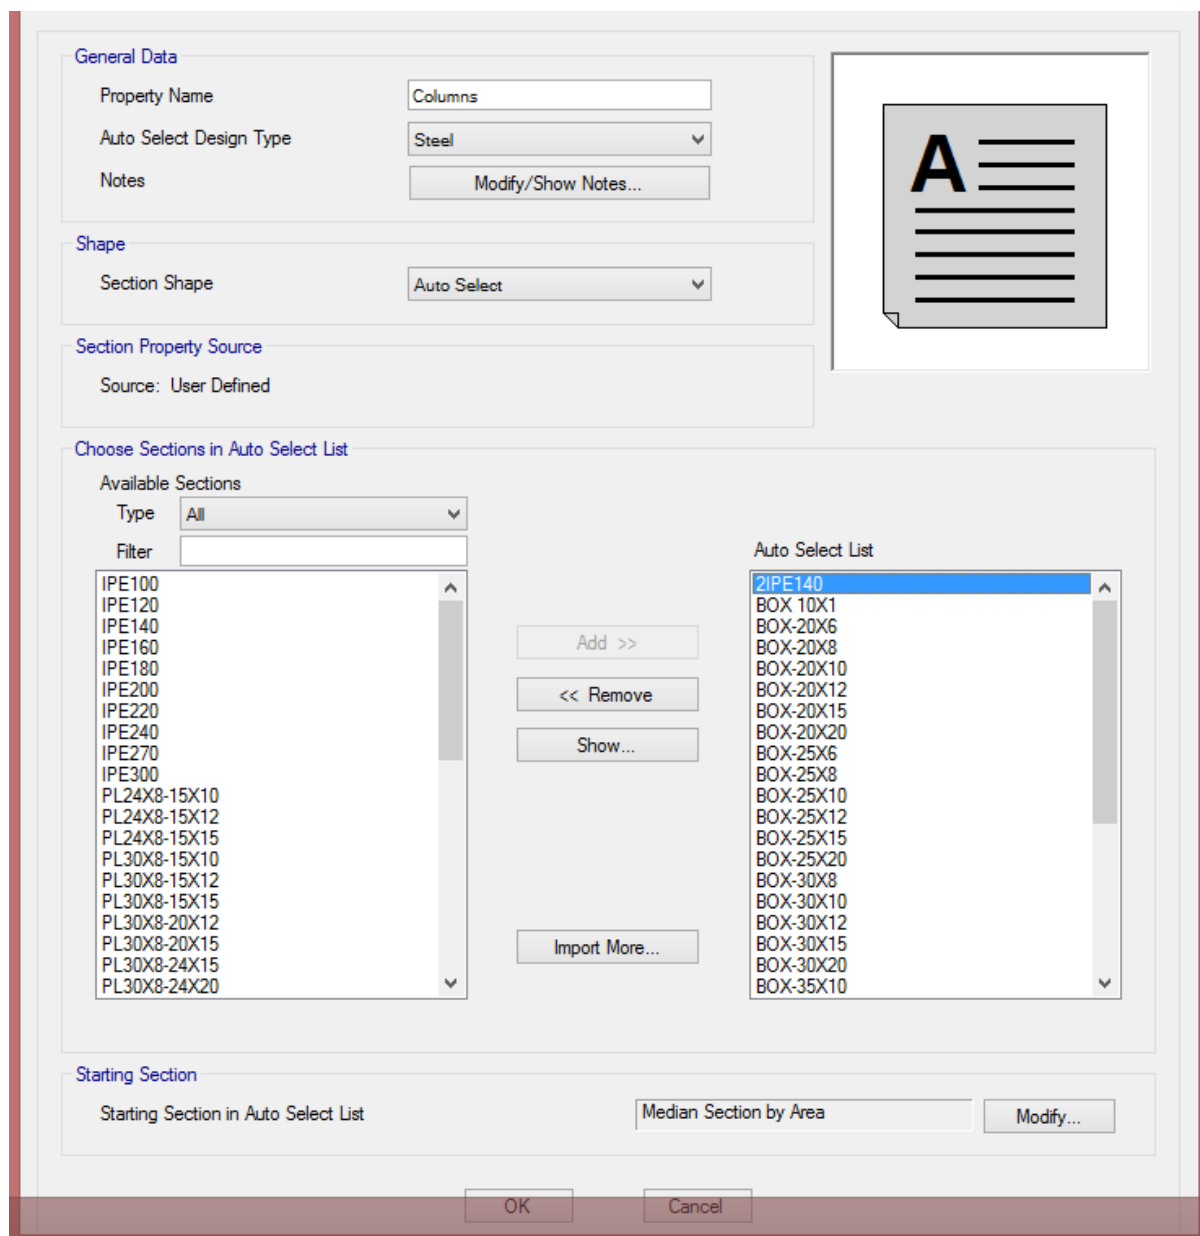 General Data
Property Name Columns
Auto Select Design Type Steel
Notes Modify/Show Notes...
A
Shape
Section Shape Auto Select
Section Property Source
Source: User Defined
Choose Sections in Auto Select List
Available Sections
Type All
Filter
Auto Select List
IPE100
IPE120
IPE140
IPE160
IPE180
IPE200
IPE220
IPE240
IPE270
IPE300
PL24X8-15X10
PL24X8-15X12
PL24X8-15X15
PL30X8-15X10
PL30X8-15X12
PL30X8-15X15
PL30X8-20X12
PL30X8-20X15
PL30X8-24X15
PL30X8-24X20
Add >>
<< Remove
Show...
Import More...
2IPE140
BOX 10X1
BOX-20X6
BOX-20X8
BOX-20X10
BOX-20X12
BOX-20X15
BOX-20X20
BOX-25X6
BOX-25X8
BOX-25X10
BOX-25X12
BOX-25X15
BOX-25X20
BOX-30X8
BOX-30X10
BOX-30X12
BOX-30X15
BOX-30X20
BOX-35X10
Starting Section
Starting Section in Auto Select List Median Section by Area Modify...
OK Cancel